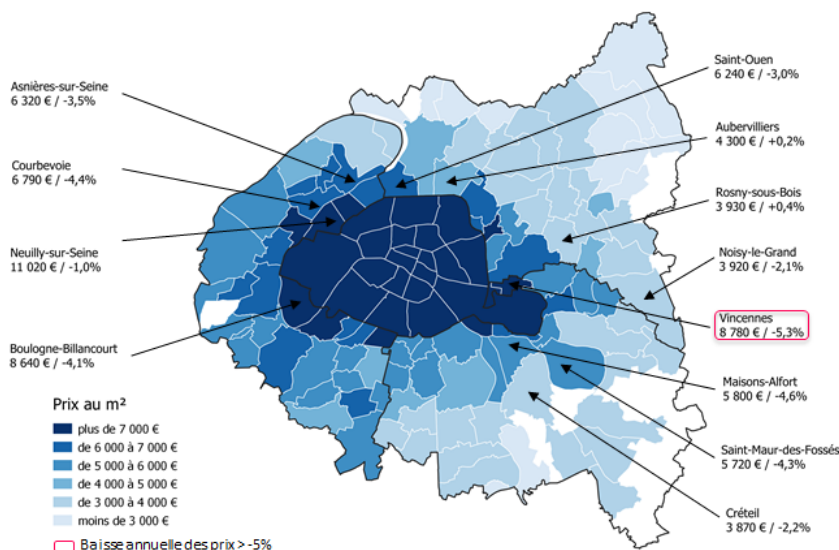 Saint-Ouen
6 240 € / -3,0%
Asnières-sur-Seine
6 320 € / -3,5%
Aubervilliers
4 300 € / +0,2%
Courbevoie
6 790 € / -4,4%
Rosny-sous-Bois
3 930 € / +0,4%
Neuilly-sur-Seine
11 020 € / -1,0%
Noisy-le-Grand
3 920 € / -2,1%
Vincennes
8 780 € / -5,3%
Boulogne-Billancourt
8 640 € / -4,1%
Maisons-Alfort
5 800 € / -4,6%
Saint-Maur-des-Fossés
5 720 € / -4,3%
Créteil
3 870 € / -2,2%
Prix au m²
plus de 7 000 €
de 6 000 à 7 000 €
de 5 000 à 6 000 €
de 4 000 à 5 000 €
de 3 000 à 4 000 €
moins de 3 000 €
Baisse annuelle des prix > -5%